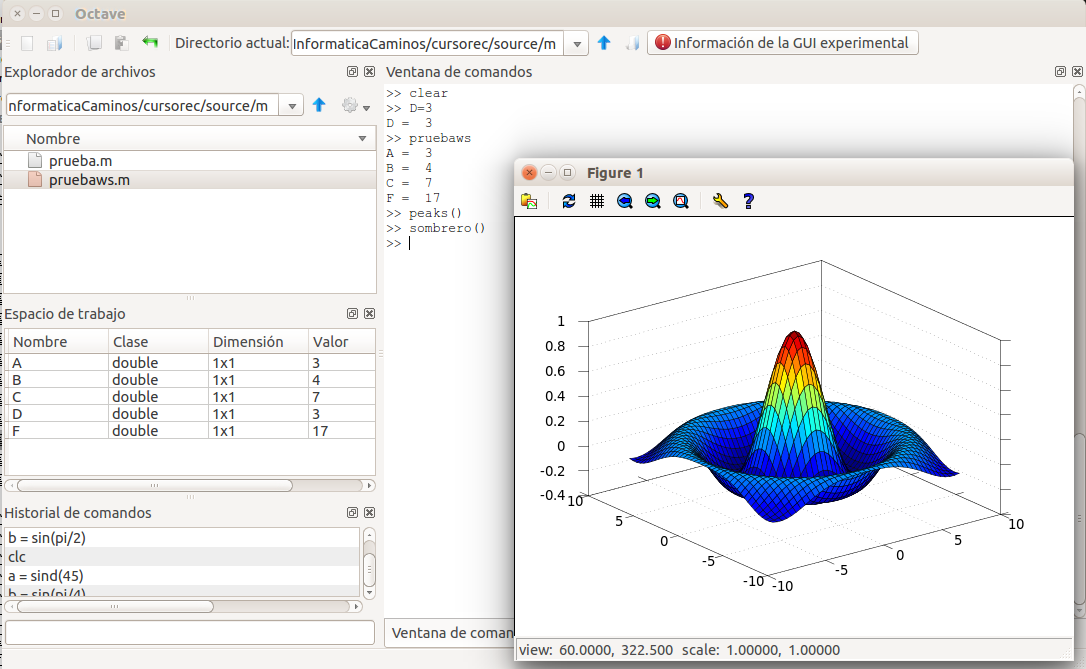 Octave
Directorio actual: InformaticaCaminos/cursorec/source/m
Información de la GUI experimental
Explorador de archivos
nformaticaCaminos/cursorec/source/m
Nombre
prueba.m
pruebaws.m
Espacio de trabajo
Nombre Clase Dimensión Valor
A double 1x1 3
B double 1x1 4
C double 1x1 7
D double 1x1 3
F double 1x1 17
Historial de comandos
b = sin(pi/2)
clc
a = sind(45)
b = sin(pi/4)
Ventana de comandos
>> clear
>> D=3
D = 3
>> pruebaws
A = 3
B = 4
C = 7
F = 17
>> peaks()
>> sombrero()
>>
Ventana de coman
Figure 1
1
0.8
0.6
0.4
0.2
0
-0.2
-0.4
10
5
0
-5
-10
-10
-5
0
5
10
view: 60.0000, 322.500 scale: 1.00000, 1.00000